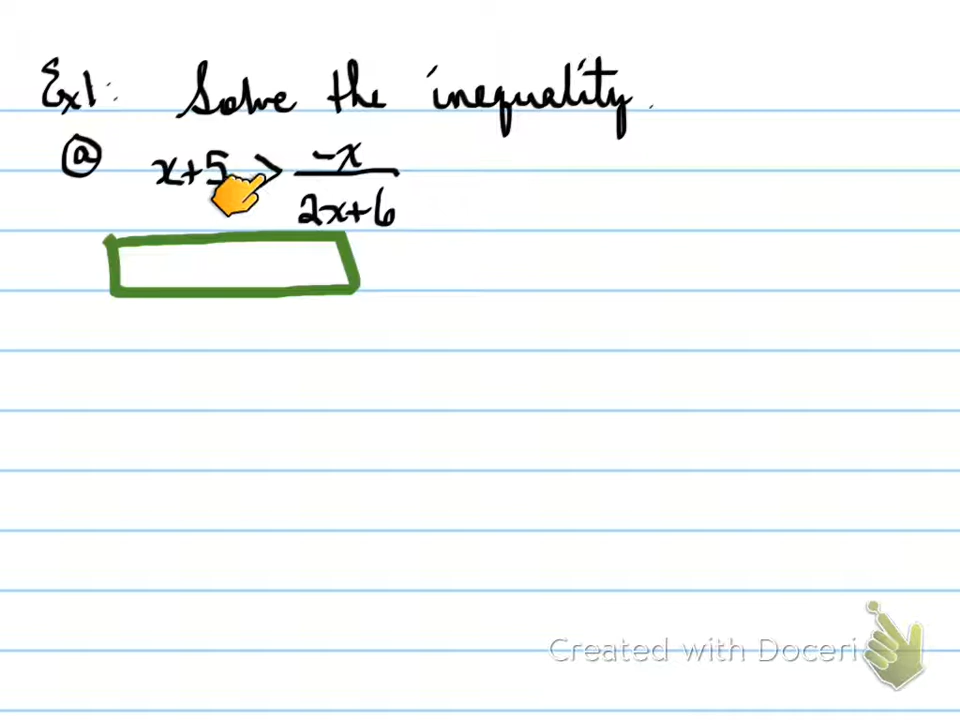 Ex1: Solve the inequality.
ⓐ x+5 > -x/(2x+6)
Created with Doceri